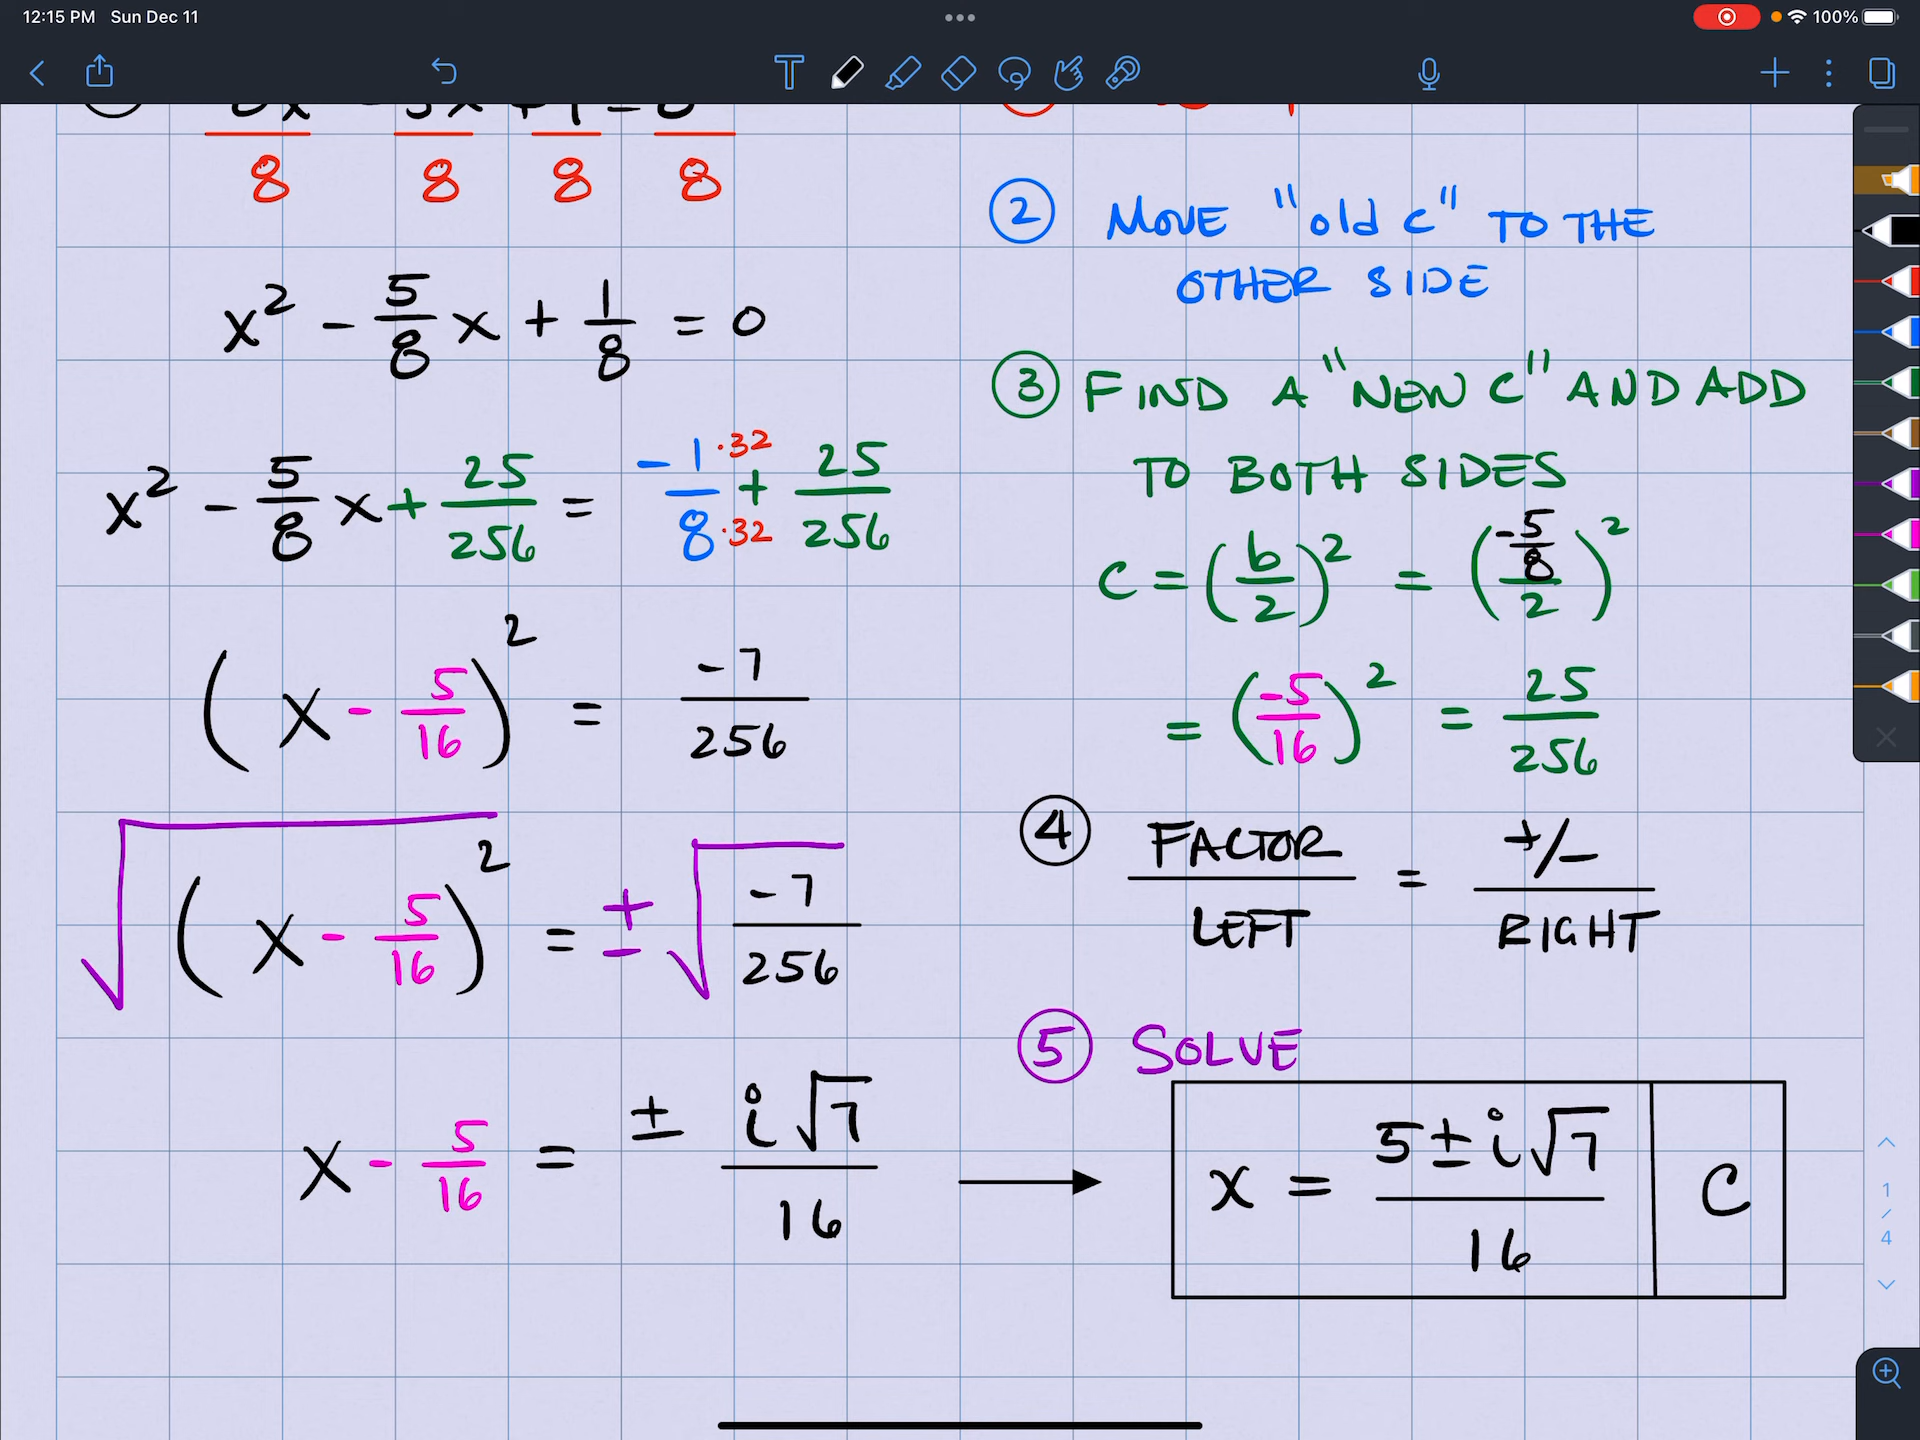 12:15 PM Sun Dec 11
100%
8 8 8 8
x² - 5/8 x + 1/8 = 0
x² - 5/8 x + 25/256 = -1/8 ·32 ·32 + 25/256
(x - 5/16)² = -7/256
√(x - 5/16)² = ± √-7/256
x - 5/16 = ± i√7/16
② MOVE "old c" TO THE
OTHER SIDE
③ FIND A "NEW C" AND ADD
TO BOTH SIDES
C = (b/2)² = (-5/8/2)²
= (-5/16)² = 25/256
④ FACTOR/LEFT = +/-/RIGHT
⑤ SOLVE
x = 5 ± i√7/16 C
1
/
4